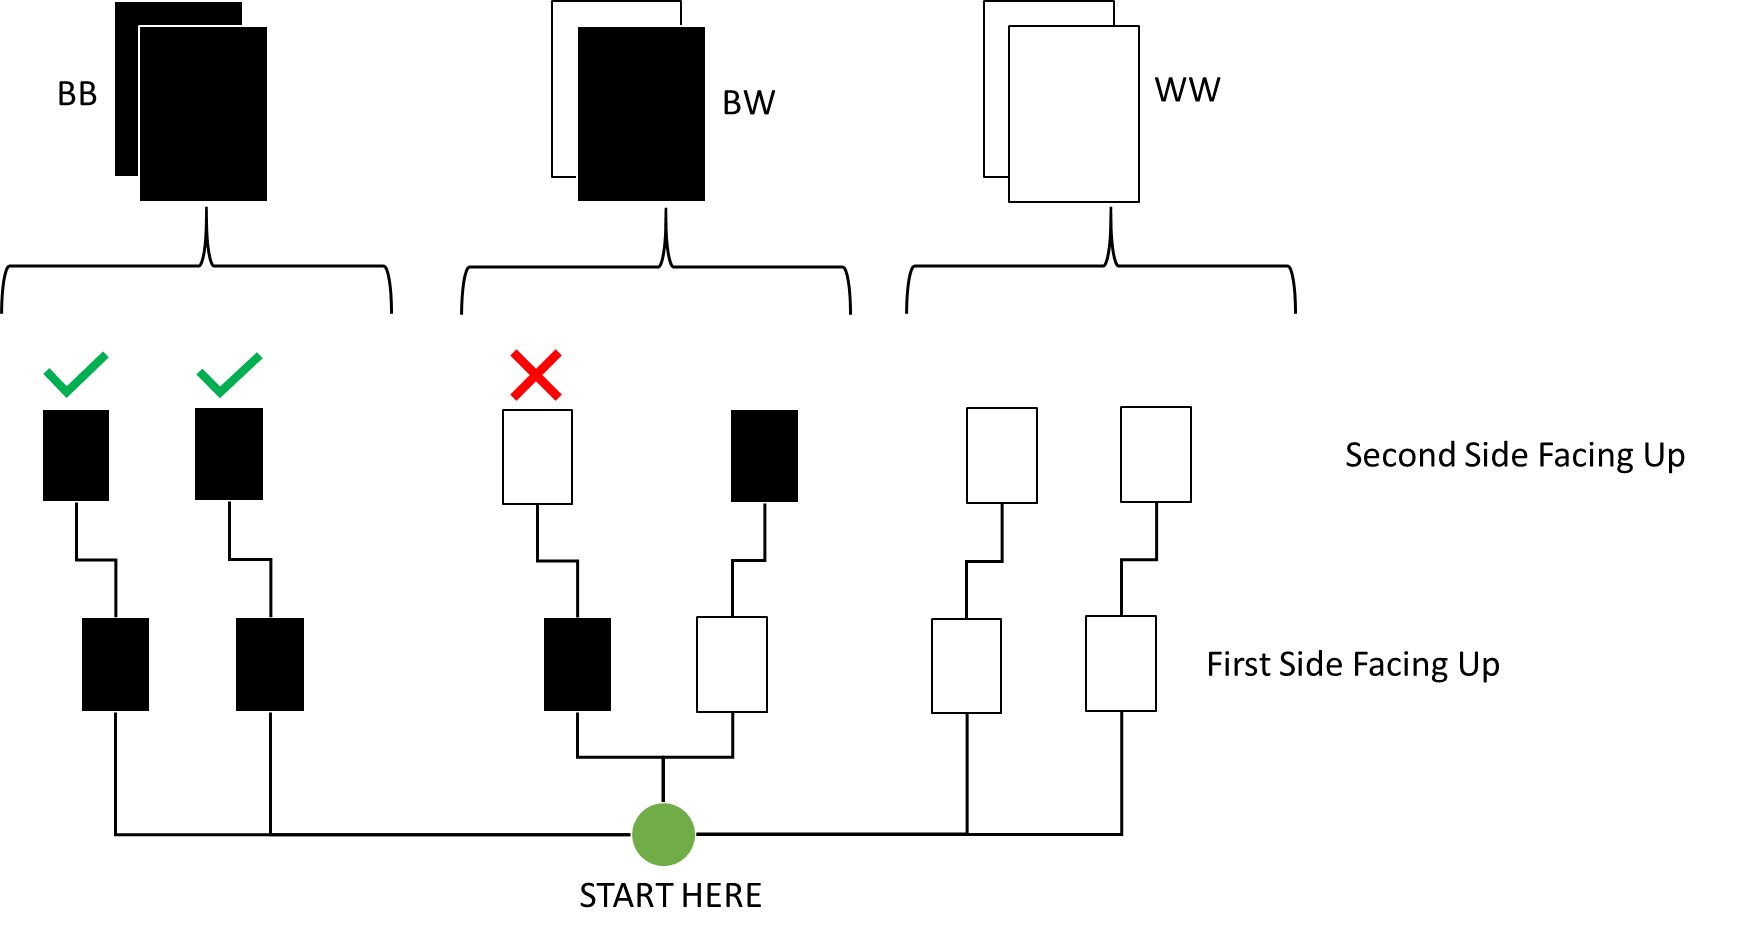 BB
BW
WW
Second Side Facing Up
First Side Facing Up
START HERE